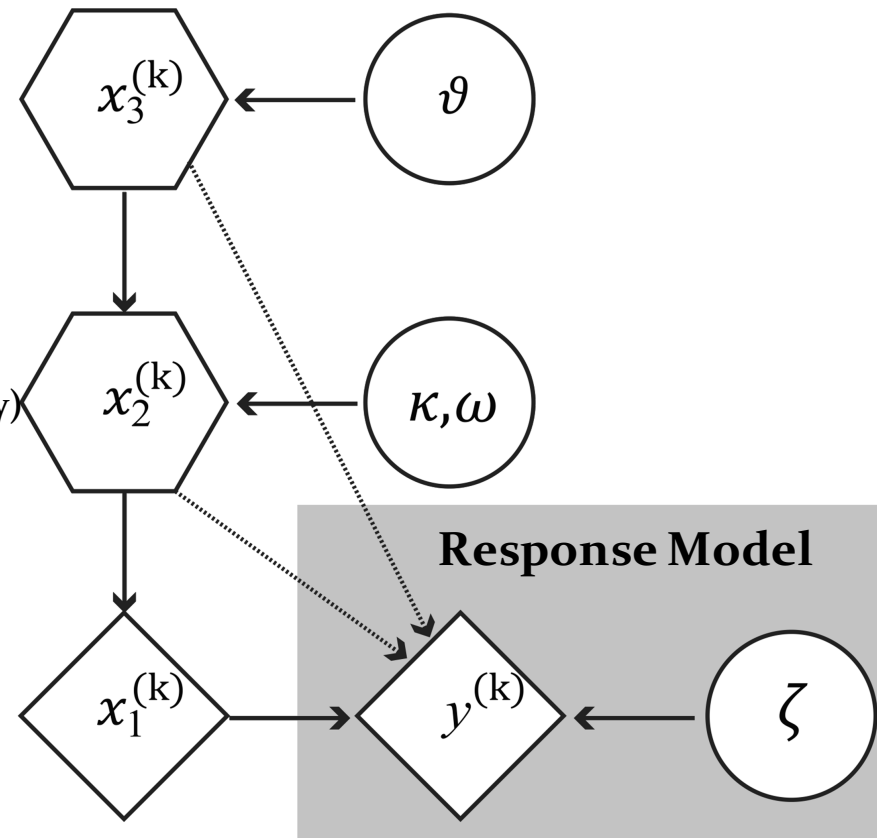 x₃⁽ᵏ⁾
ϑ
x₂⁽ᵏ⁾
κ,ω
Response Model
x₁⁽ᵏ⁾
y⁽ᵏ⁾
ζ